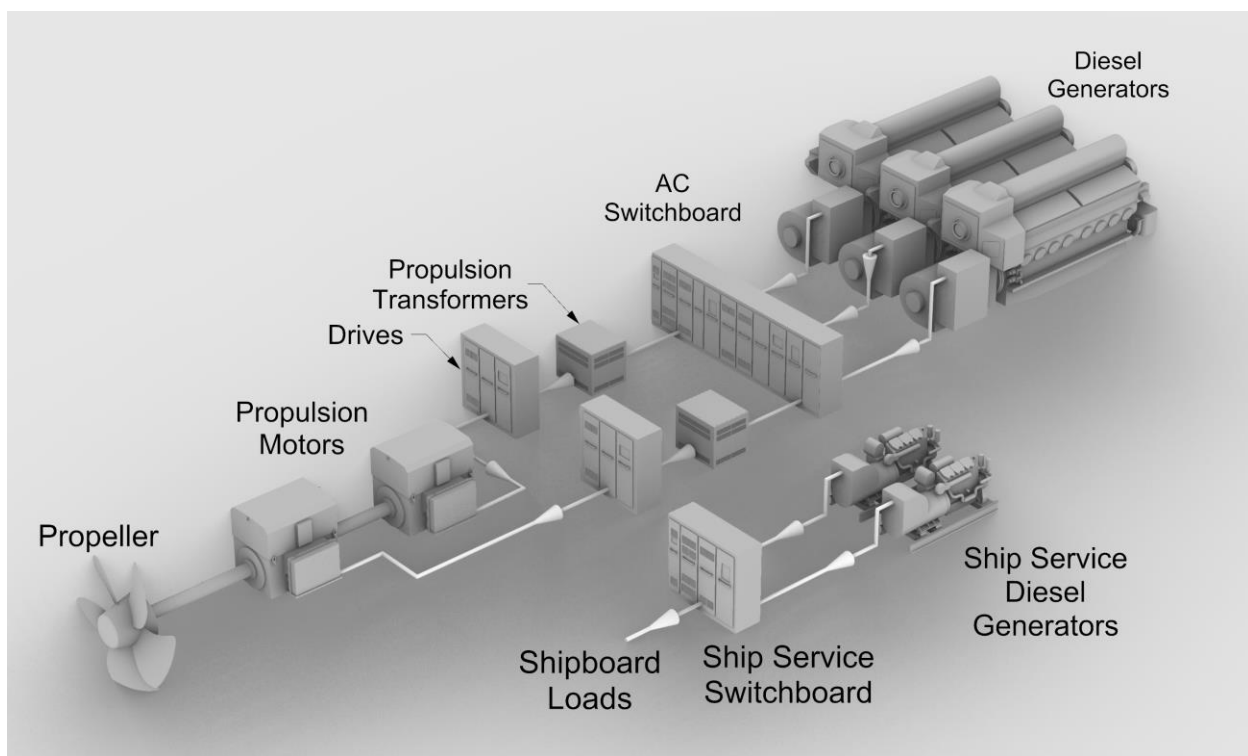 Diesel
Generators
AC
Switchboard
Propulsion
Transformers
Drives
Propulsion
Motors
Propeller
Ship Service
Diesel
Generators
Shipboard
Loads
Ship Service
Switchboard